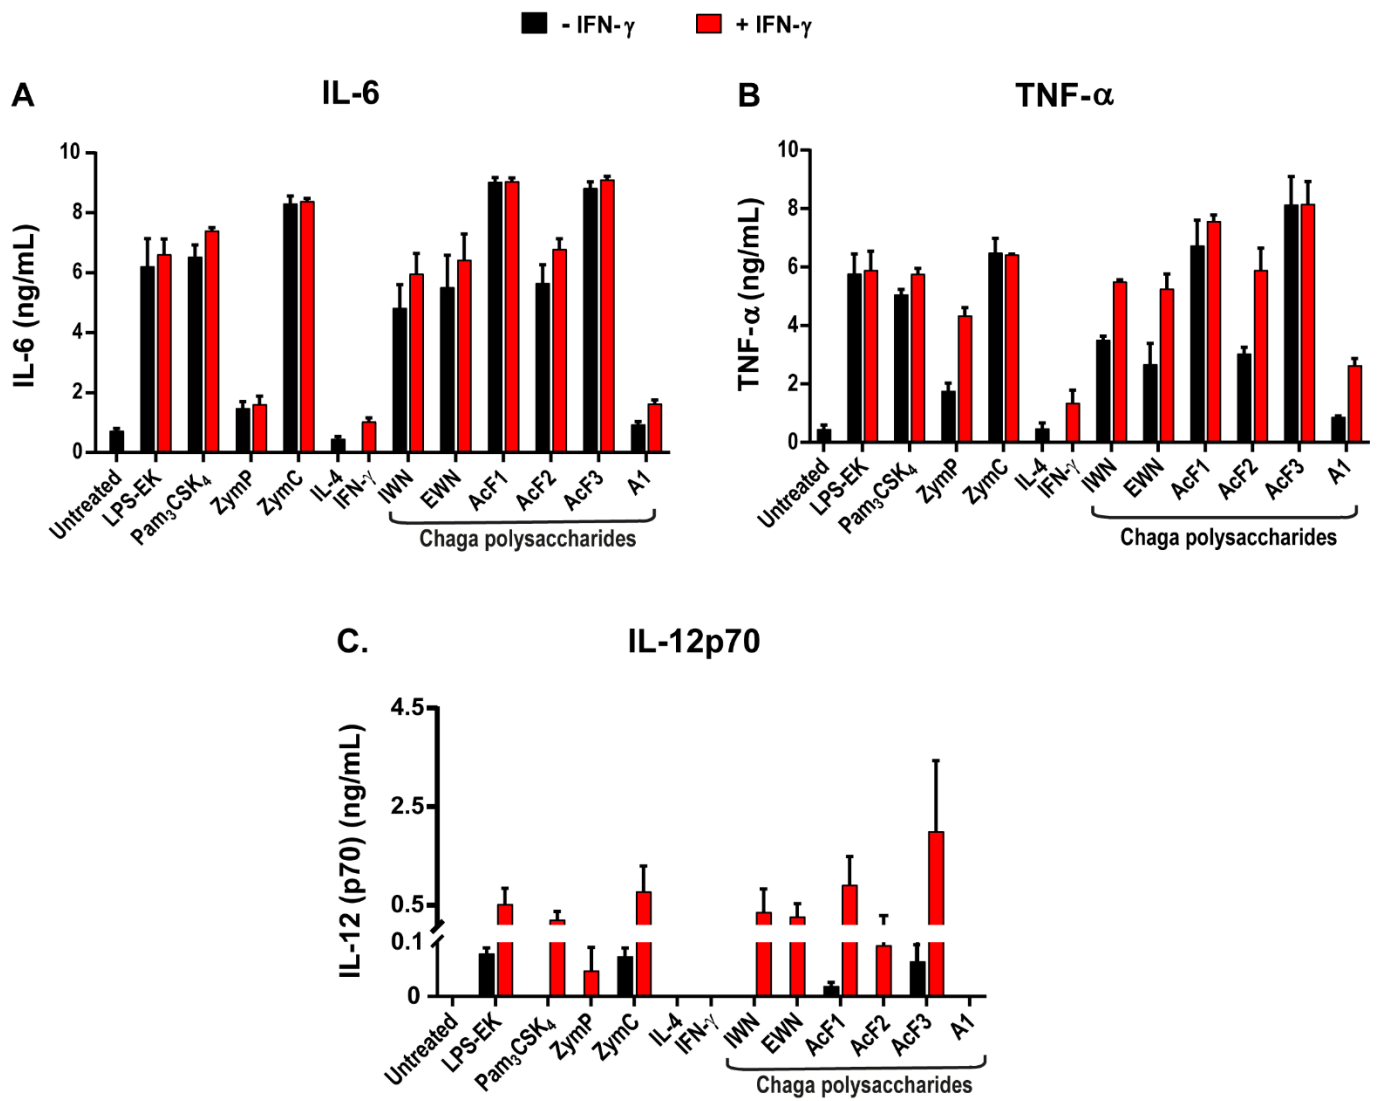 - IFN-γ + IFN-γ
A IL-6
IL-6 (ng/mL)
10
8
6
4
2
0
Untreated
LPS-EK
Pam3CSK4
ZymP
ZymC
IL-4
IFN-γ
IWN
EWN
AcF1
AcF2
AcF3
A1
Chaga polysaccharides
B TNF-α
TNF-α (ng/mL)
10
8
6
4
2
0
Untreated
LPS-EK
Pam3CSK4
ZymP
ZymC
IL-4
IFN-γ
IWN
EWN
AcF1
AcF2
AcF3
A1
Chaga polysaccharides
C. IL-12p70
IL-12 (p70) (ng/mL)
4.5
2.5
0.5
0.1
0
Untreated
LPS-EK
Pam3CSK4
ZymP
ZymC
IL-4
IFN-γ
IWN
EWN
AcF1
AcF2
AcF3
A1
Chaga polysaccharides